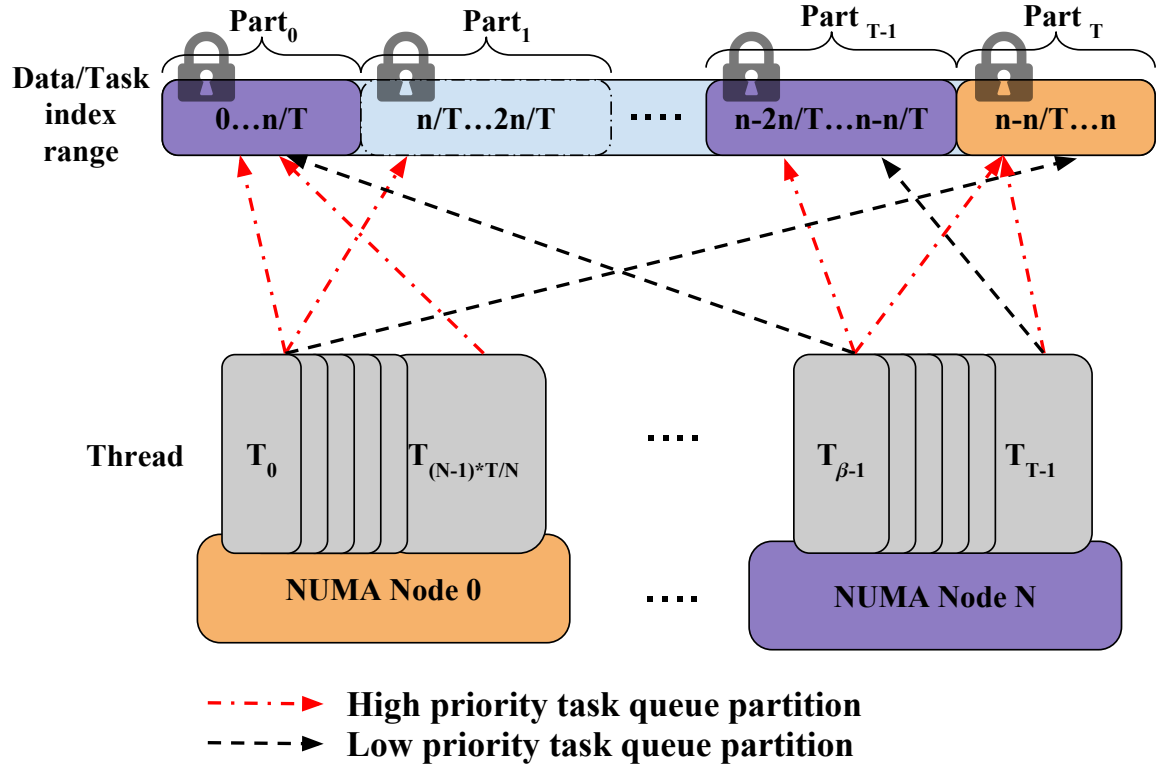 Part₀ Part₁ Part T-1 Part T
Data/Task
index
range
0…n/T n/T…2n/T .... n-2n/T…n-n/T n-n/T…n
Thread
T₀ T(N-1)*T/N .... Tβ-1 TT-1
NUMA Node 0 .... NUMA Node N
High priority task queue partition
Low priority task queue partition